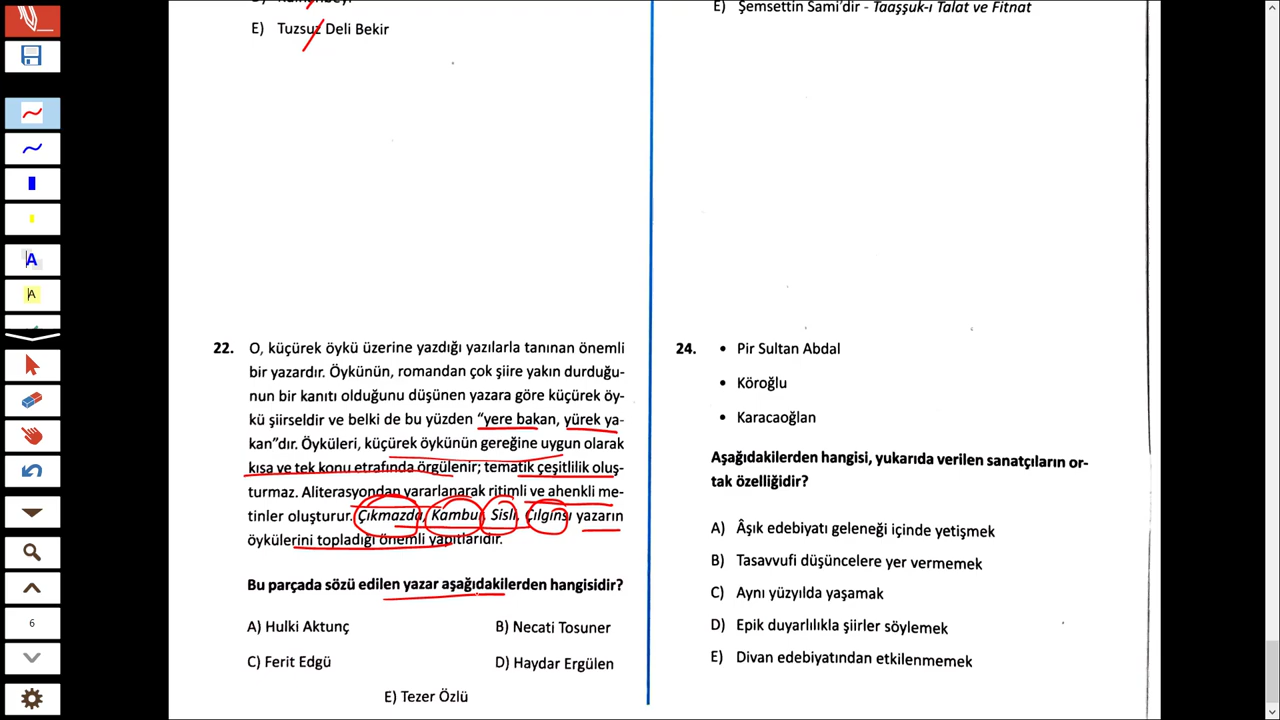 E) Tuzsuz Deli Bekir
22. O, küçürek öykü üzerine yazdığı yazılarla tanınan önemli
bir yazardır. Öykünün, romandan çok şiire yakın durduğu-
nun bir kanıtı olduğunu düşünen yazara göre küçürek öy-
kü şiirseldir ve belki de bu yüzden “yere bakan, yürek ya-
kan”dır. Öyküleri, küçürek öykünün gereğine uygun olarak
kısa ve tek konu etrafında örgülenir; tematik çeşitlilik oluş-
turmaz. Aliterasyondan yararlanarak ritimli ve ahenkli me-
tinler oluşturur. Çıkmazda, Kambur, Sisli, Çılgınsı yazarın
öykülerini topladığı önemli yapıtlarıdır.
Bu parçada sözü edilen yazar aşağıdakilerden hangisidir?
A) Hulki Aktunç
B) Necati Tosuner
C) Ferit Edgü
D) Haydar Ergülen
E) Tezer Özlü
E) Şemsettin Sami’dir - Taaşşuk-ı Talat ve Fitnat
24. • Pir Sultan Abdal
• Köroğlu
• Karacaoğlan
Aşağıdakilerden hangisi, yukarıda verilen sanatçıların or-
tak özelliğidir?
A) Âşık edebiyatı geleneği içinde yetişmek
B) Tasavvufi düşüncelere yer vermemek
C) Aynı yüzyılda yaşamak
D) Epik duyarlılıkla şiirler söylemek
E) Divan edebiyatından etkilenmemek
A
A
6